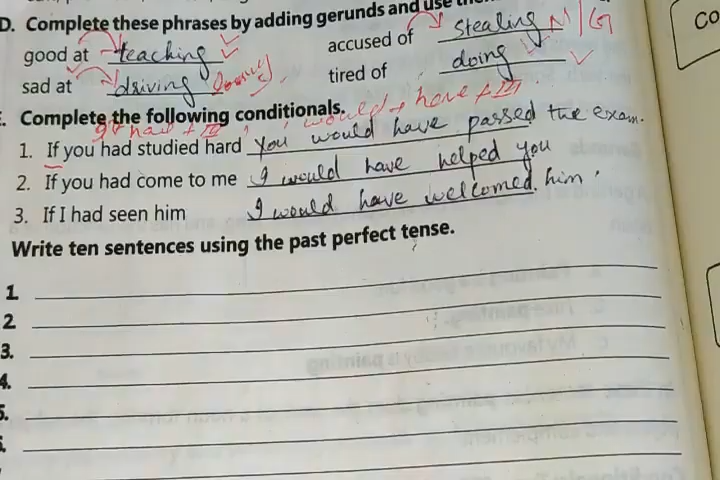 D. Complete these phrases by adding gerunds and use
good at teaching accused of stealing N/G
sad at driving tired of doing
Complete the following conditionals. would + have + III
had + III
1. If you had studied hard You would have passed the exam.
2. If you had come to me I would have helped you
3. If I had seen him I would have welcomed him.
Write ten sentences using the past perfect tense.
1
2
3.
4.
5.
Co